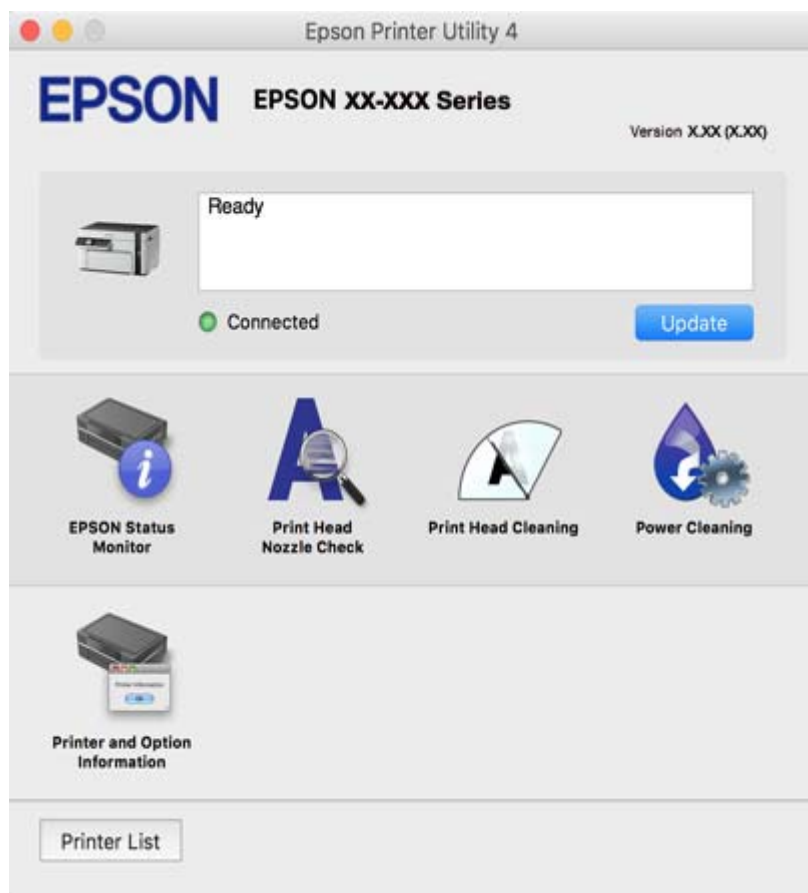 Epson Printer Utility 4
EPSON
EPSON XX-XXX Series
Version X.XX (X.XX)
Ready
Connected
Update
EPSON Status
Monitor
Print Head
Nozzle Check
Print Head Cleaning
Power Cleaning
Printer and Option
Information
Printer List